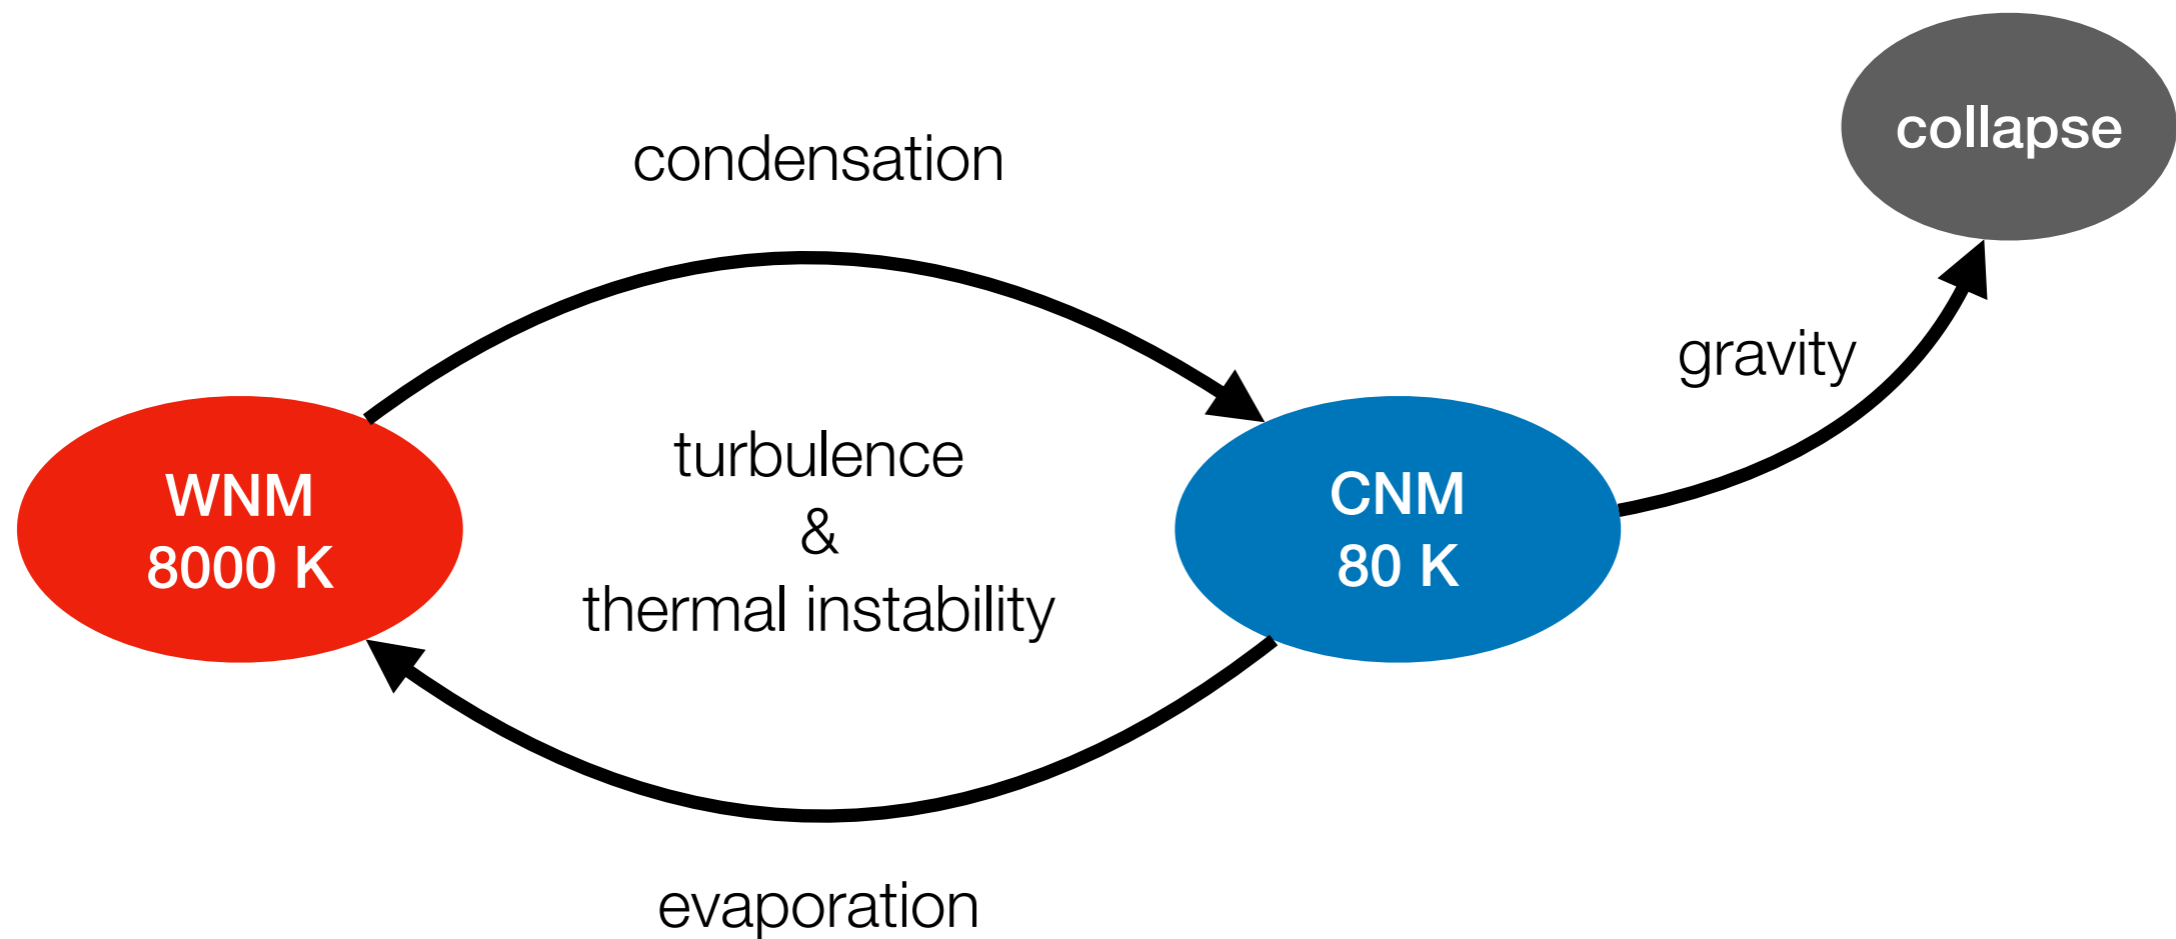 collapse
condensation
gravity
turbulence
&
thermal instability
WNM
8000 K
CNM
80 K
evaporation